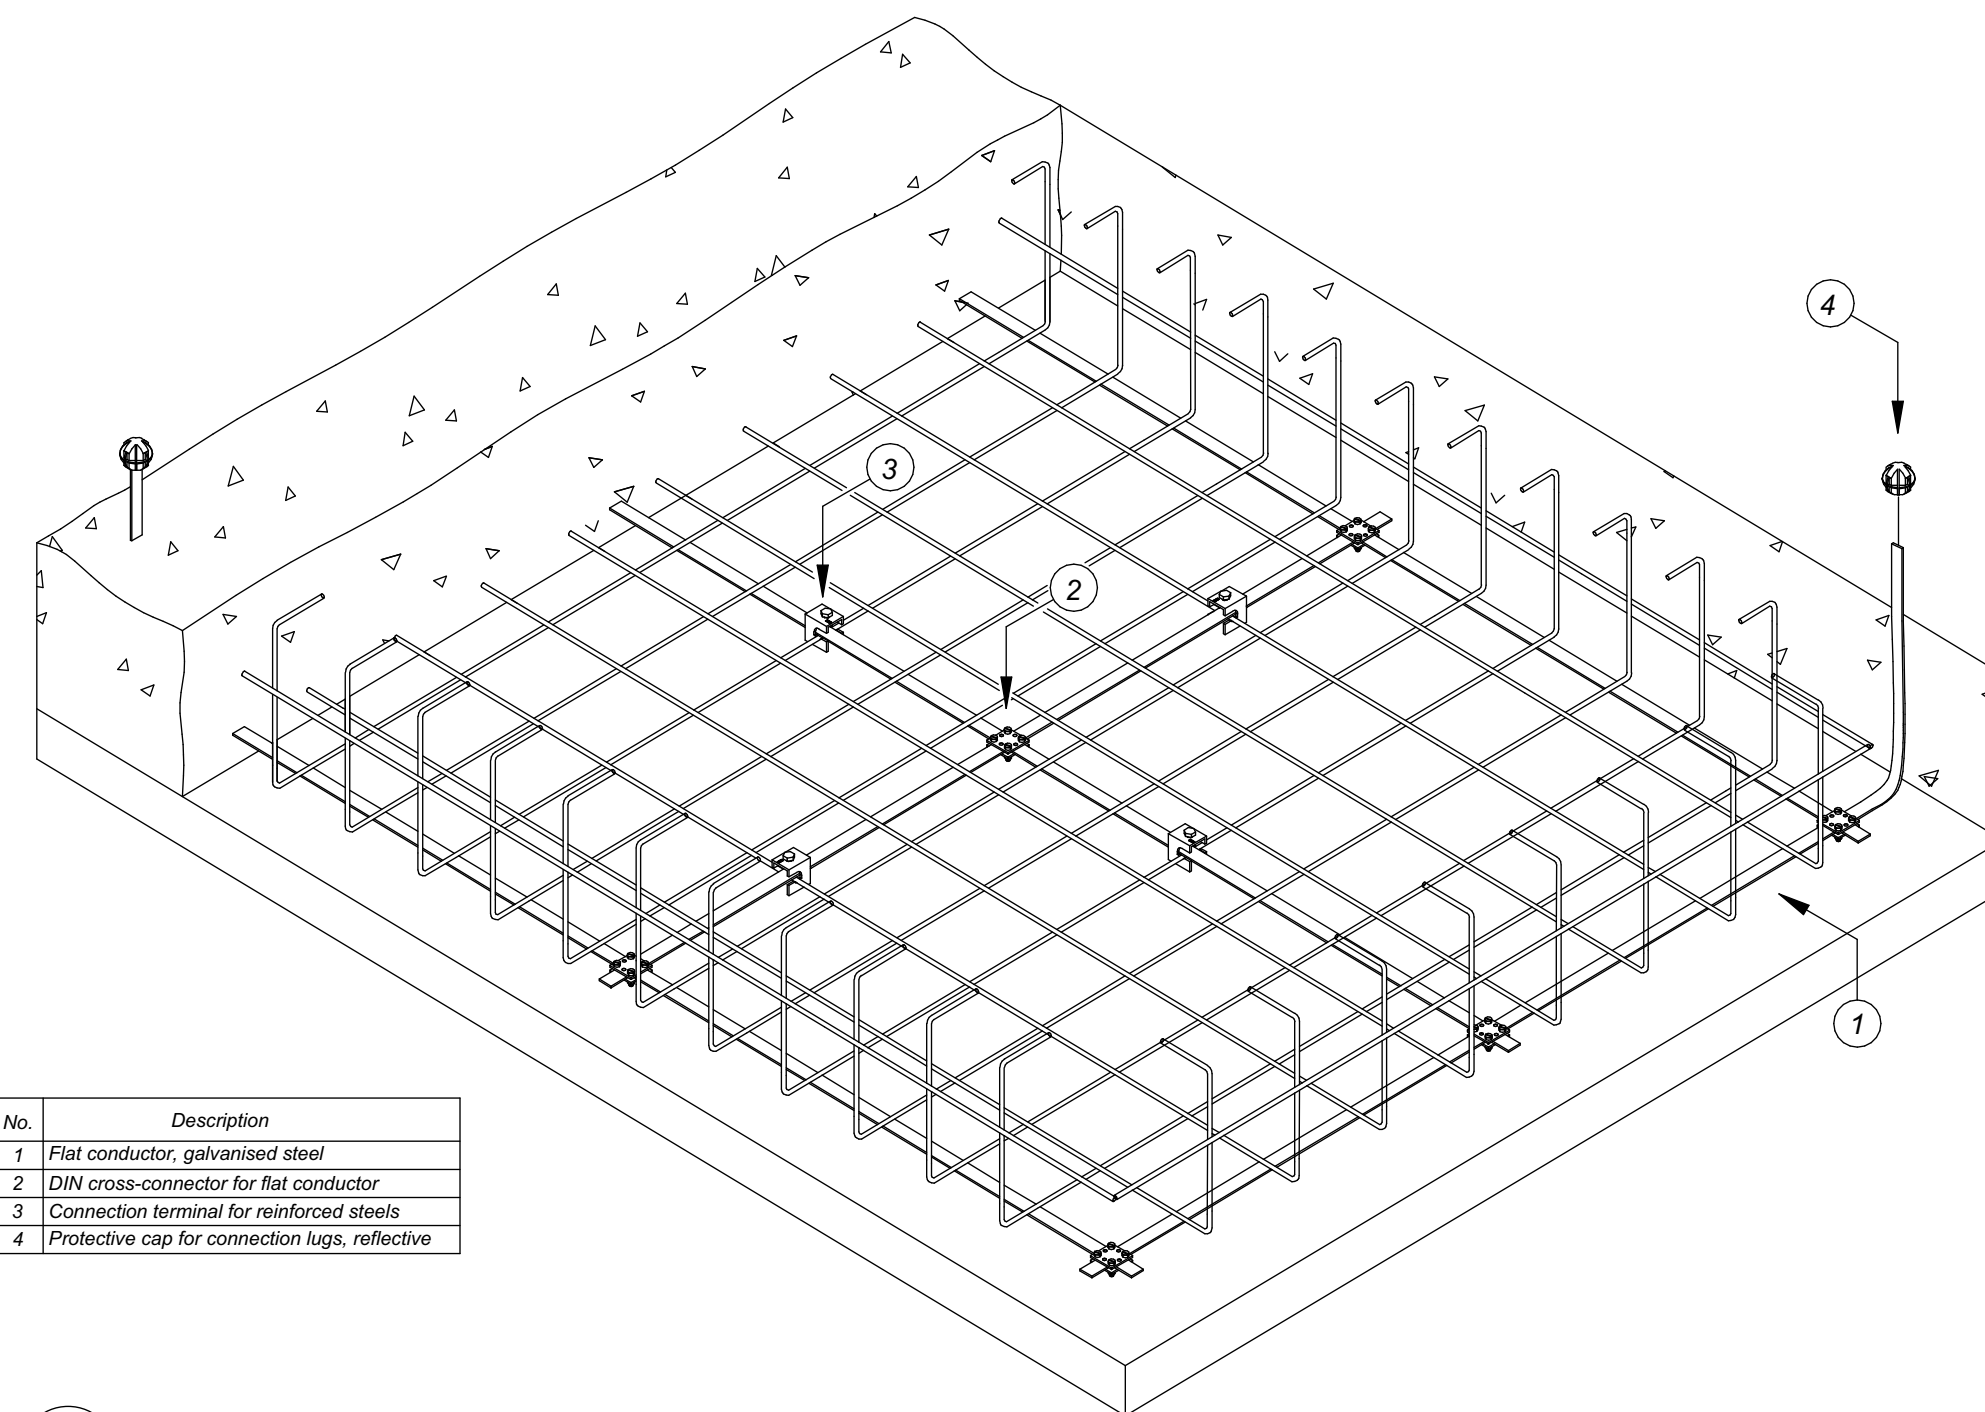 4
3
2
1
No. Description
1 Flat conductor, galvanised steel
2 DIN cross-connector for flat conductor
3 Connection terminal for reinforced steels
4 Protective cap for connection lugs, reflective